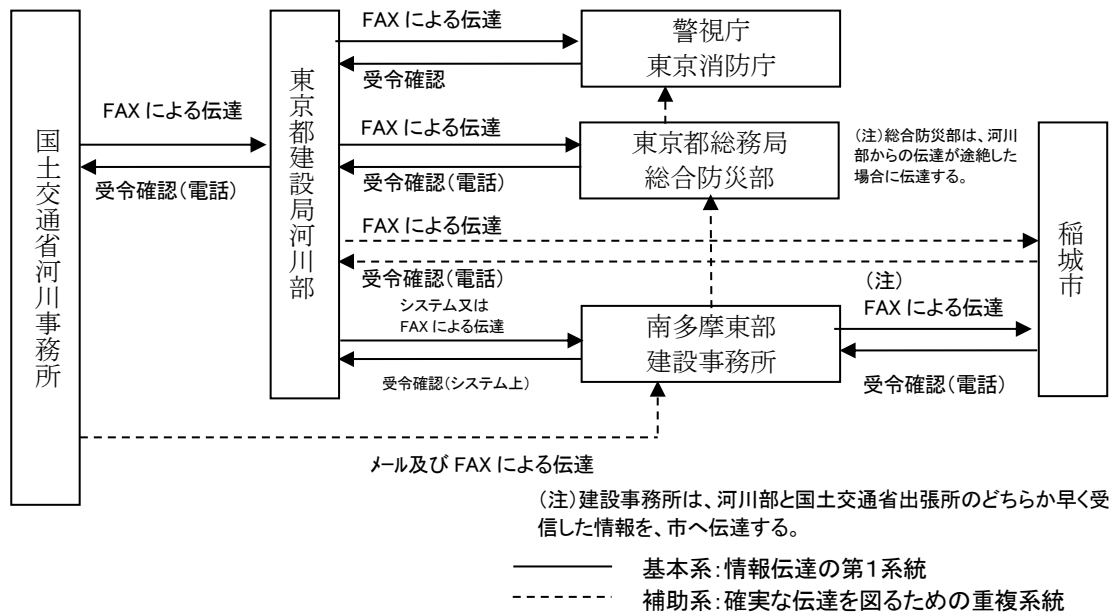 国土交通省河川事務所
FAX による伝達
受令確認（電話）
東京都建設局河川部
FAX による伝達
受令確認
警視庁
東京消防庁
FAX による伝達
受令確認（電話）
東京都総務局
総合防災部
（注）総合防災部は、河川
部からの伝達が途絶した
場合に伝達する。
FAX による伝達
受令確認（電話）
稲城市
システム又は
FAX による伝達
受令確認（システム上）
南多摩東部
建設事務所
（注）
FAX による伝達
受令確認（電話）
メール及び FAX による伝達
（注）建設事務所は、河川部と国土交通省出張所のどちらか早く受
信した情報を、市へ伝達する。
基本系：情報伝達の第１系統
補助系：確実な伝達を図るための重複系統